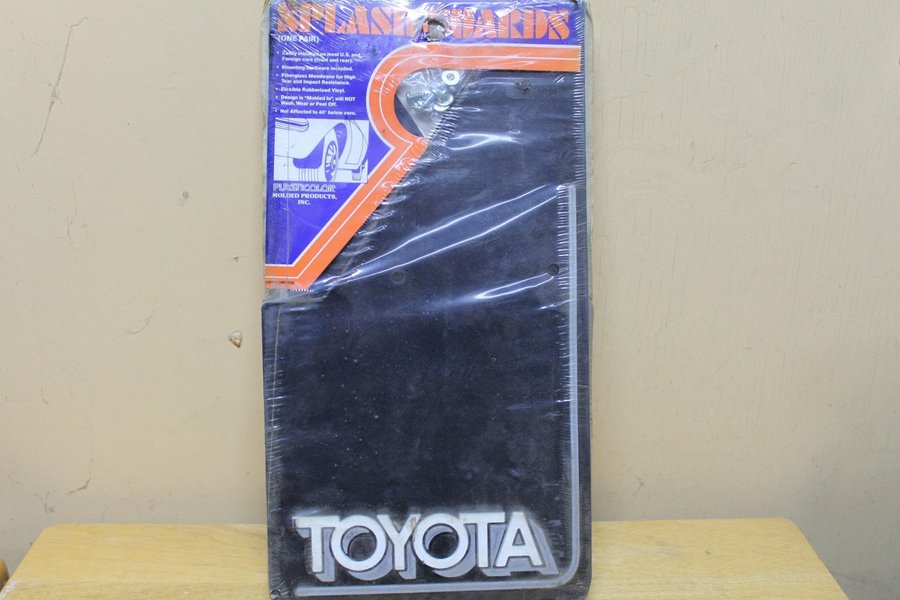 SPLASH GUARDS
(ONE PAIR)
• Easily installed on most U.S. and
Foreign cars (front and rear).
• Mounting hardware included.
• Fiberglass Membrane for High
Tear and Impact Resistance.
• Flexible Rubberized Vinyl.
• Design is "Molded In", will NOT
Wash, Wear or Peel Off.
• Not Affected to 40° below zero.
PLASTICOLOR
MOLDED PRODUCTS,
INC.
TOYOTA